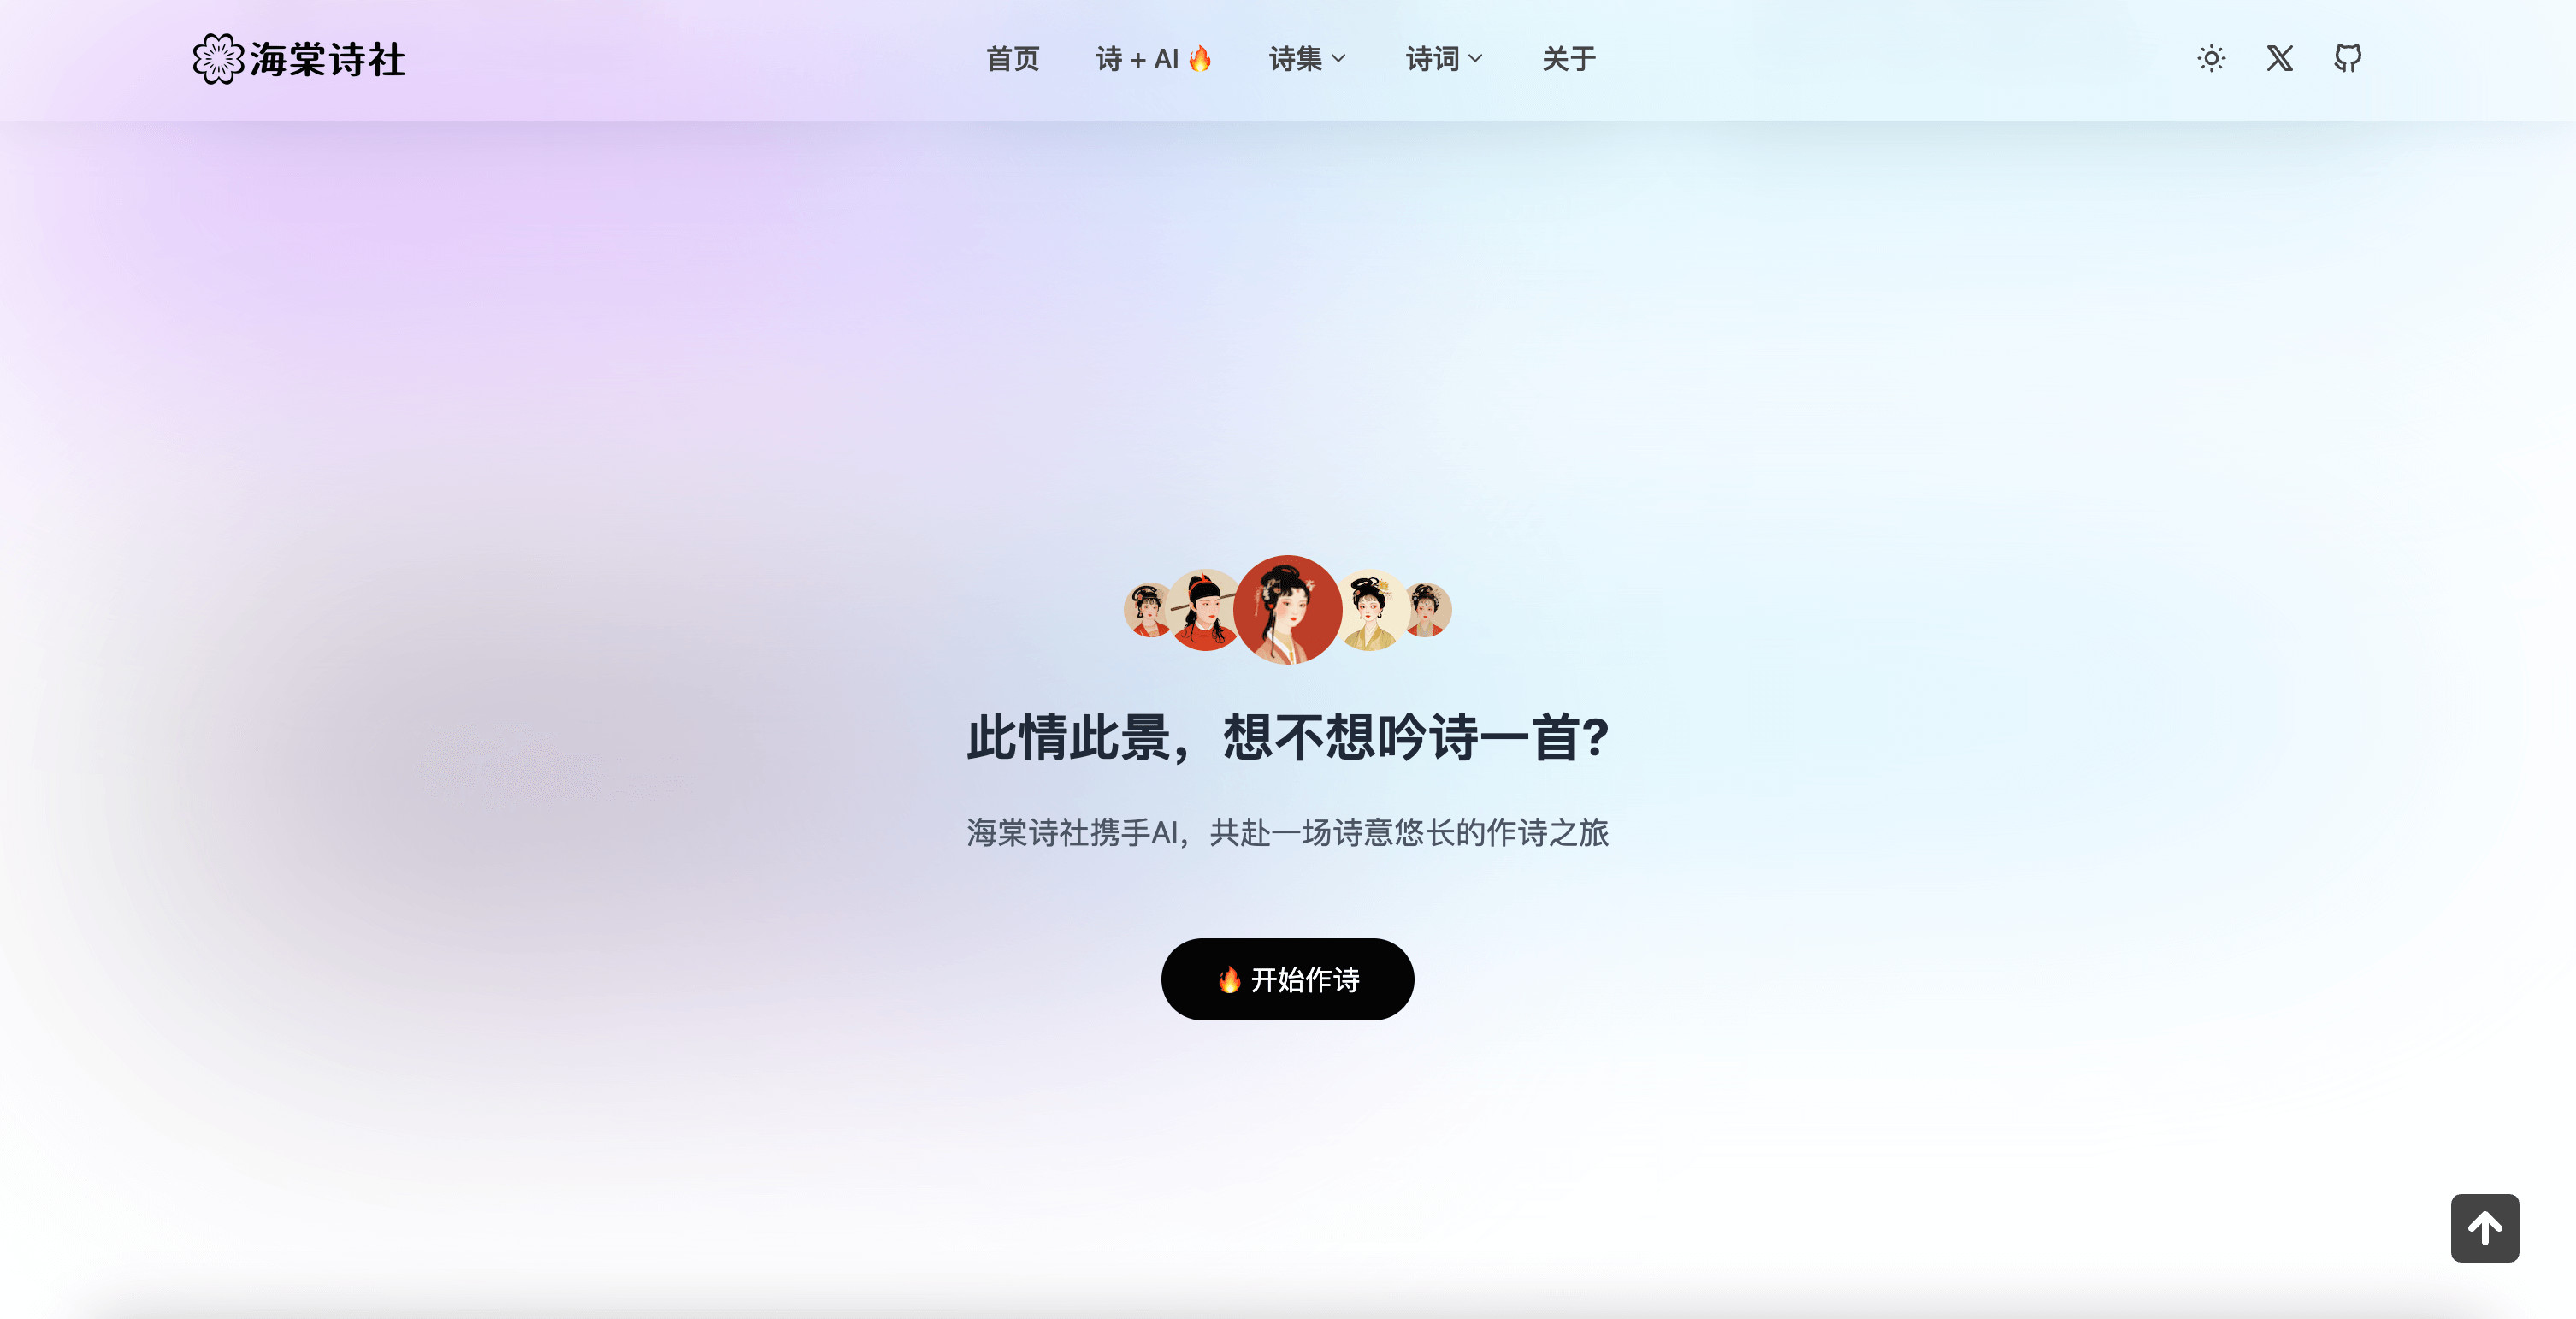 海棠诗社
首页 诗 + AI 🔥 诗集 诗词 关于
此情此景，想不想吟诗一首?
海棠诗社携手AI，共赴一场诗意悠长的作诗之旅
🔥 开始作诗